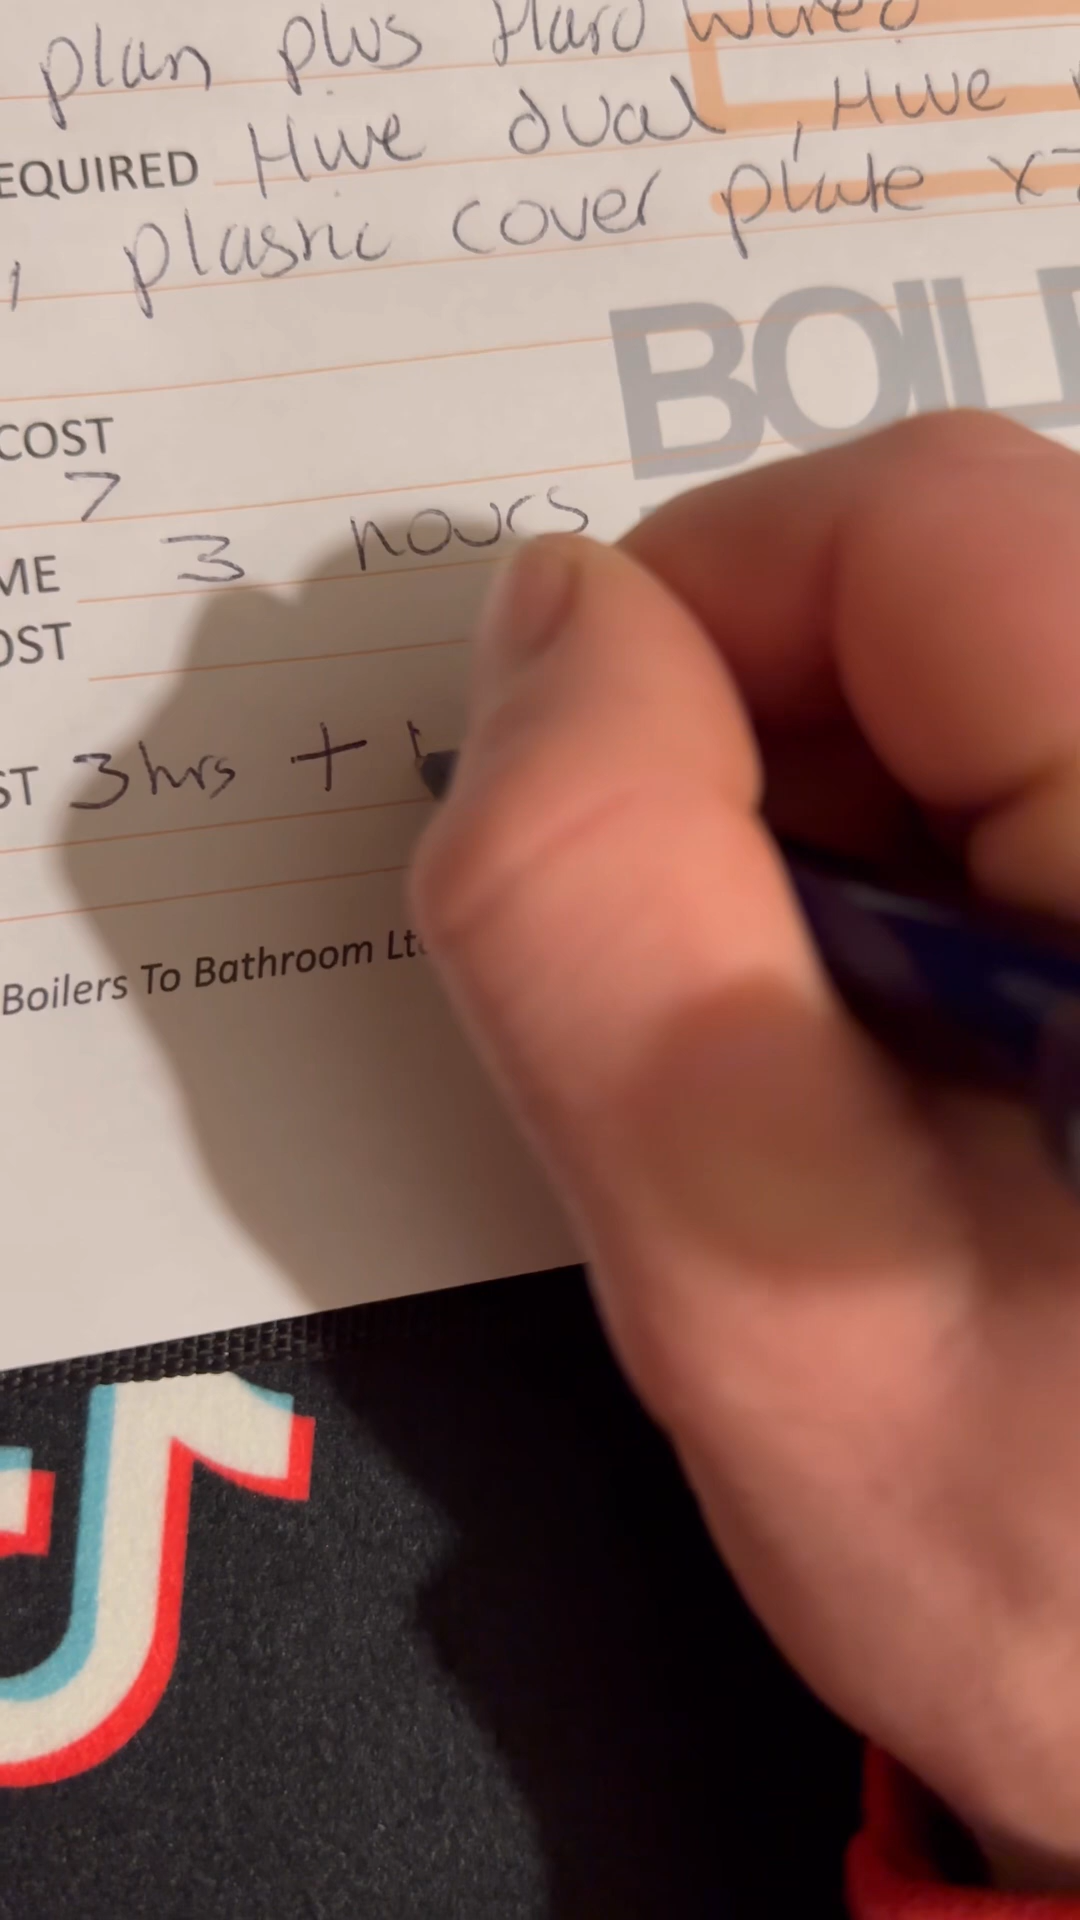 plan plus Hard wired
EQUIRED Hive dual, Hive
, plastic cover plate x
BOIL
COST
7
ME 3 hours
OST
ST 3hrs +
Boilers To Bathroom Lt